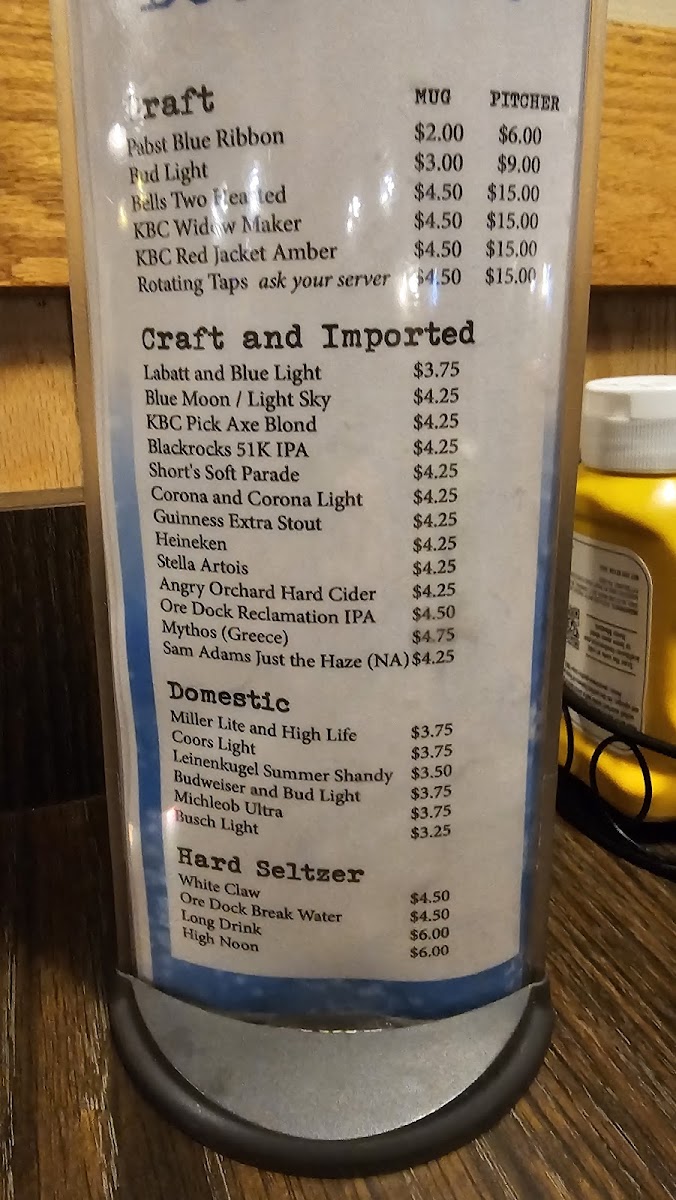 Craft MUG PITCHER
Pabst Blue Ribbon $2.00 $6.00
Bud Light $3.00 $9.00
Bells Two Hearted $4.50 $15.00
KBC Widow Maker $4.50 $15.00
KBC Red Jacket Amber $4.50 $15.00
Rotating Taps ask your server $4.50 $15.00
Craft and Imported
Labatt and Blue Light $3.75
Blue Moon / Light Sky $4.25
KBC Pick Axe Blond $4.25
Blackrocks 51K IPA $4.25
Short's Soft Parade $4.25
Corona and Corona Light $4.25
Guinness Extra Stout $4.25
Heineken $4.25
Stella Artois $4.25
Angry Orchard Hard Cider $4.25
Ore Dock Reclamation IPA $4.50
Mythos (Greece) $4.75
Sam Adams Just the Haze (NA) $4.25
Domestic
Miller Lite and High Life $3.75
Coors Light $3.75
Leinenkugel Summer Shandy $3.50
Budweiser and Bud Light $3.75
Michleob Ultra $3.75
Busch Light $3.25
Hard Seltzer
White Claw $4.50
Ore Dock Break Water $4.50
Long Drink $6.00
High Noon $6.00